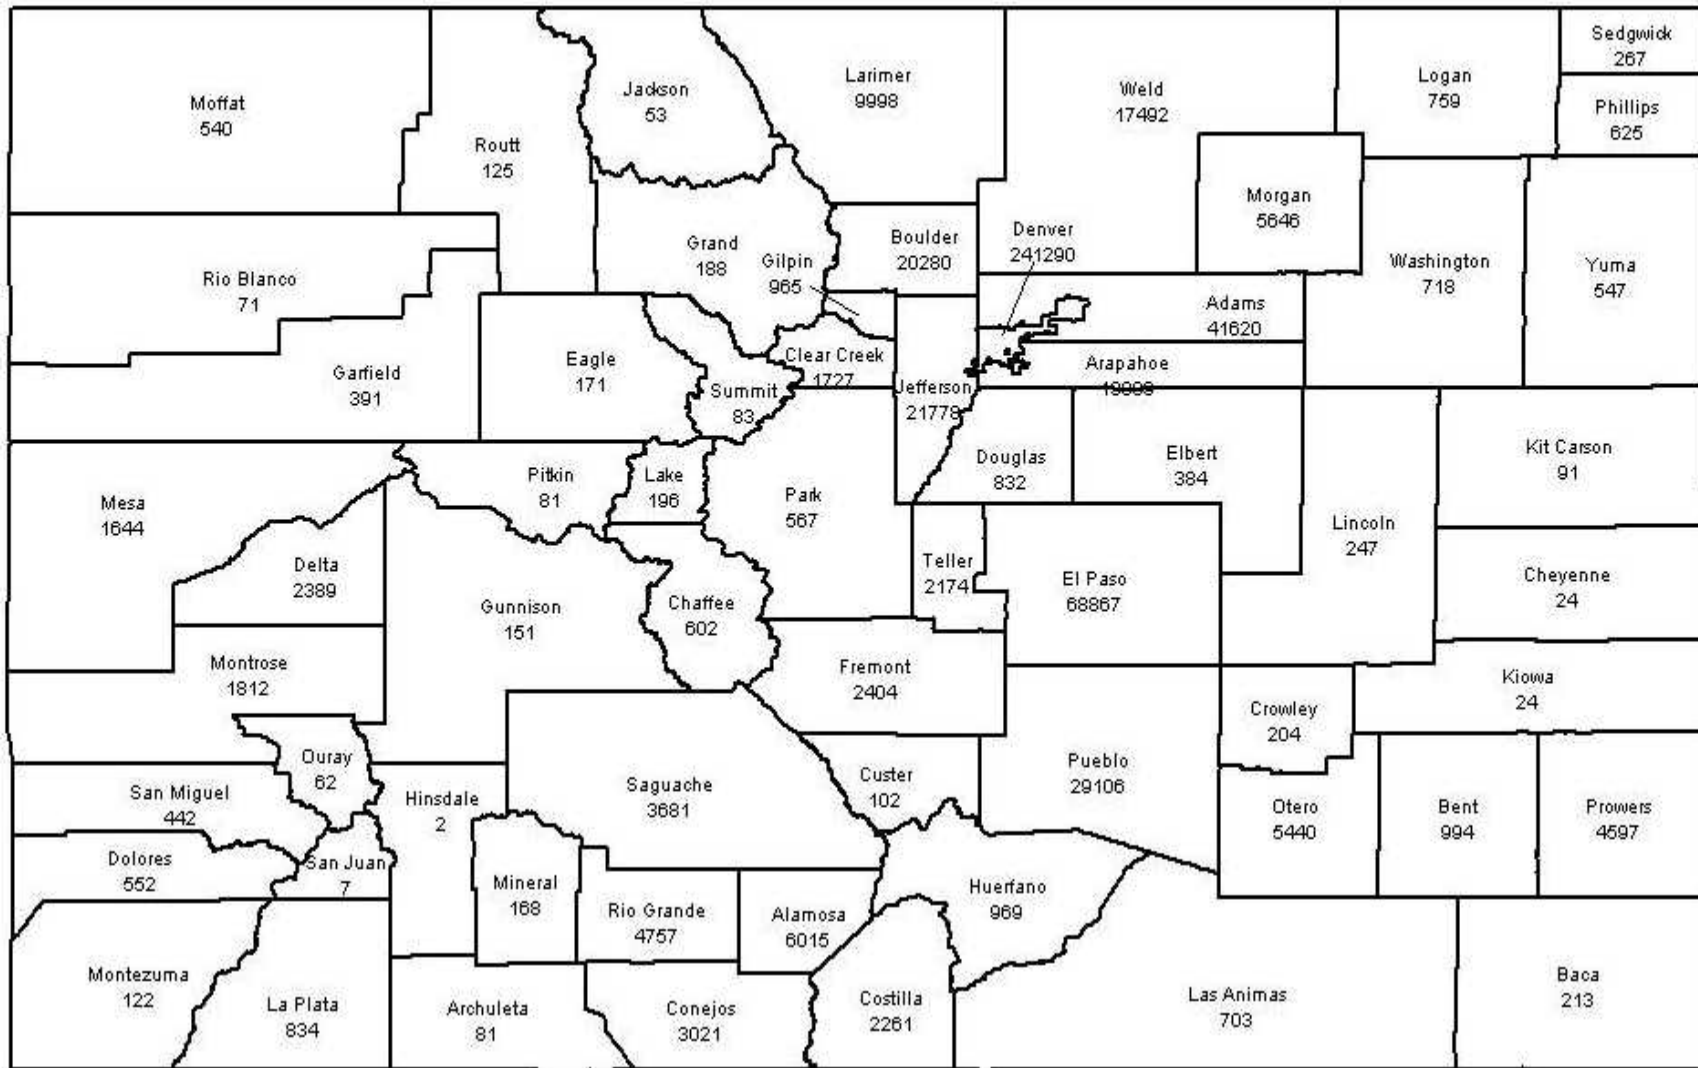 Sedgwick
267
Moffat
540
Jackson
53
Larimer
9998
Weld
17492
Logan
759
Phillips
625
Routt
125
Morgan
5646
Rio Blanco
71
Grand
188
Gilpin
965
Boulder
20280
Denver
241290
Washington
718
Yuma
547
Adams
41620
Garfield
391
Eagle
171
Summit
83
Clear Creek
1727
Jefferson
21778
Arapahoe
Douglas
832
Elbert
384
Kit Carson
91
Mesa
1644
Pitkin
81
Lake
196
Park
567
Lincoln
247
Delta
2389
Gunnison
151
Chaffee
602
Teller
2174
El Paso
68867
Cheyenne
24
Montrose
1812
Fremont
2404
Crowley
204
Kiowa
24
Ouray
62
San Miguel
442
Hinsdale
2
Saguache
3681
Custer
102
Pueblo
29106
Otero
5440
Bent
994
Prowers
4597
Dolores
552
San Juan
7
Mineral
168
Rio Grande
4757
Alamosa
6015
Huerfano
969
Montezuma
122
La Plata
834
Archuleta
81
Conejos
3021
Costilla
2261
Las Animas
703
Baca
213